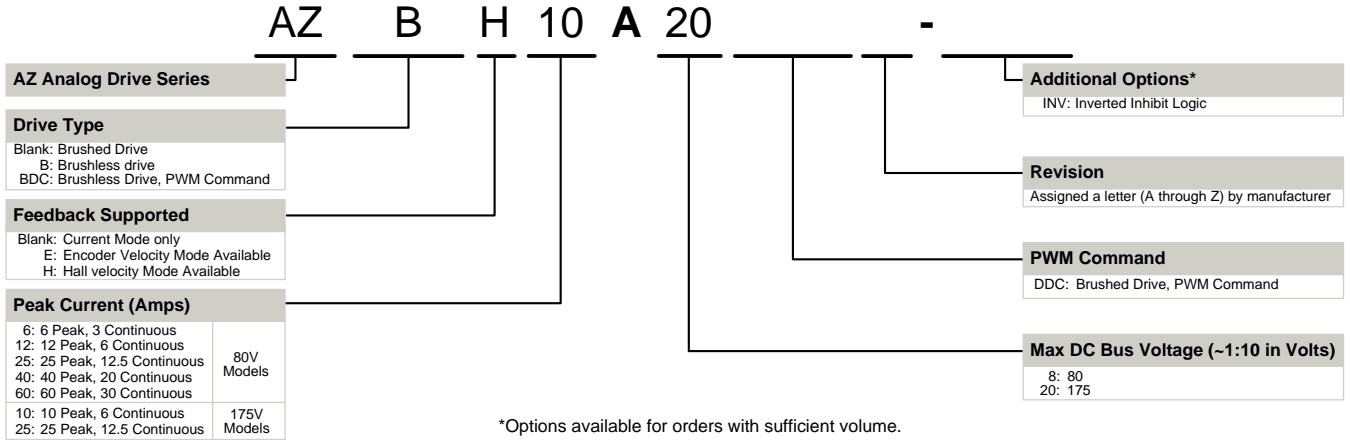 AZ B H 10 A 20 -
AZ Analog Drive Series
Drive Type
Blank: Brushed Drive
B: Brushless drive
BDC: Brushless Drive, PWM Command
Feedback Supported
Blank: Current Mode only
E: Encoder Velocity Mode Available
H: Hall velocity Mode Available
Peak Current (Amps)
6: 6 Peak, 3 Continuous
12: 12 Peak, 6 Continuous
25: 25 Peak, 12.5 Continuous
40: 40 Peak, 20 Continuous
60: 60 Peak, 30 Continuous
80V
Models
10: 10 Peak, 6 Continuous
25: 25 Peak, 12.5 Continuous
175V
Models
Additional Options*
INV: Inverted Inhibit Logic
Revision
Assigned a letter (A through Z) by manufacturer
PWM Command
DDC: Brushed Drive, PWM Command
Max DC Bus Voltage (~1:10 in Volts)
8: 80
20: 175
*Options available for orders with sufficient volume.